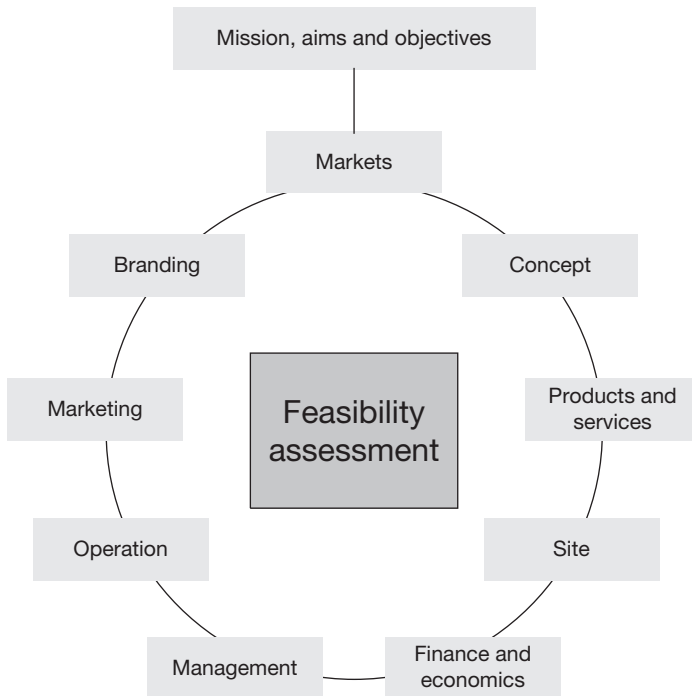 Mission, aims and objectives
Markets
Branding
Concept
Feasibility
assessment
Marketing
Products and
services
Operation
Site
Management
Finance and
economics